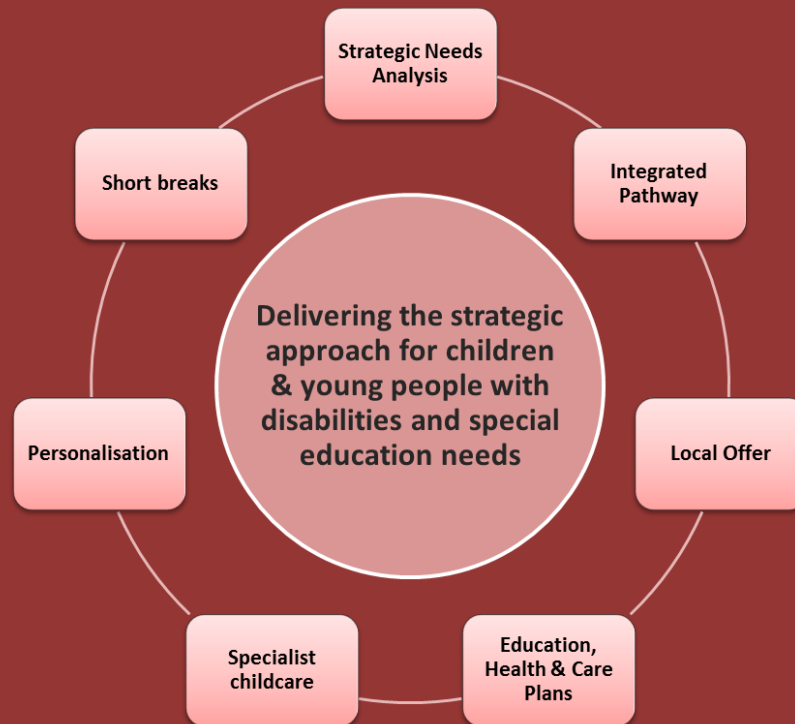 Strategic Needs
Analysis
Integrated
Pathway
Local Offer
Education,
Health & Care
Plans
Specialist
childcare
Personalisation
Short breaks
Delivering the strategic
approach for children
& young people with
disabilities and special
education needs